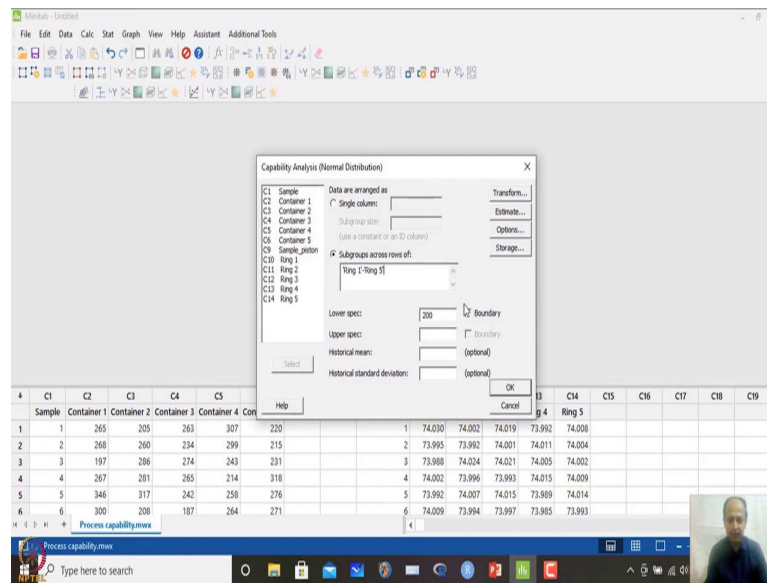 Minitab - Untitled
File Edit Data Calc Stat Graph View Help Assistant Additional Tools
Capability Analysis (Normal Distribution)
C1 Sample
C2 Container 1
C3 Container 2
C4 Container 3
C5 Container 4
C6 Container 5
C9 Sample_piston
C10 Ring 1
C11 Ring 2
C12 Ring 3
C13 Ring 4
C14 Ring 5
Data are arranged as
Single column:
Subgroup size:
(use a constant or an ID column)
Subgroups across rows of:
'Ring 1'-'Ring 5'
Lower spec: 200 Boundary
Upper spec: Boundary
Historical mean: (optional)
Historical standard deviation: (optional)
Transform...
Estimate...
Options...
Storage...
Select
Help
OK
Cancel
C1 C2 C3 C4 C5 13 C14 C15 C16 C17 C18 C19
Sample Container 1 Container 2 Container 3 Container 4 Con g 4 Ring 5
1 1 265 205 263 307 220 1 74.030 74.002 74.019 73.992 74.008
2 2 268 260 234 299 215 2 73.995 73.992 74.001 74.011 74.004
3 3 197 286 274 243 231 3 73.988 74.024 74.021 74.005 74.002
4 4 267 281 265 214 318 4 74.002 73.996 73.993 74.015 74.009
5 5 346 317 242 258 276 5 73.992 74.007 74.015 73.989 74.014
6 6 300 208 187 264 271 6 74.009 73.994 73.997 73.985 73.993
Process capability.mwx
Process capability.mwx
Type here to search
NPTEL